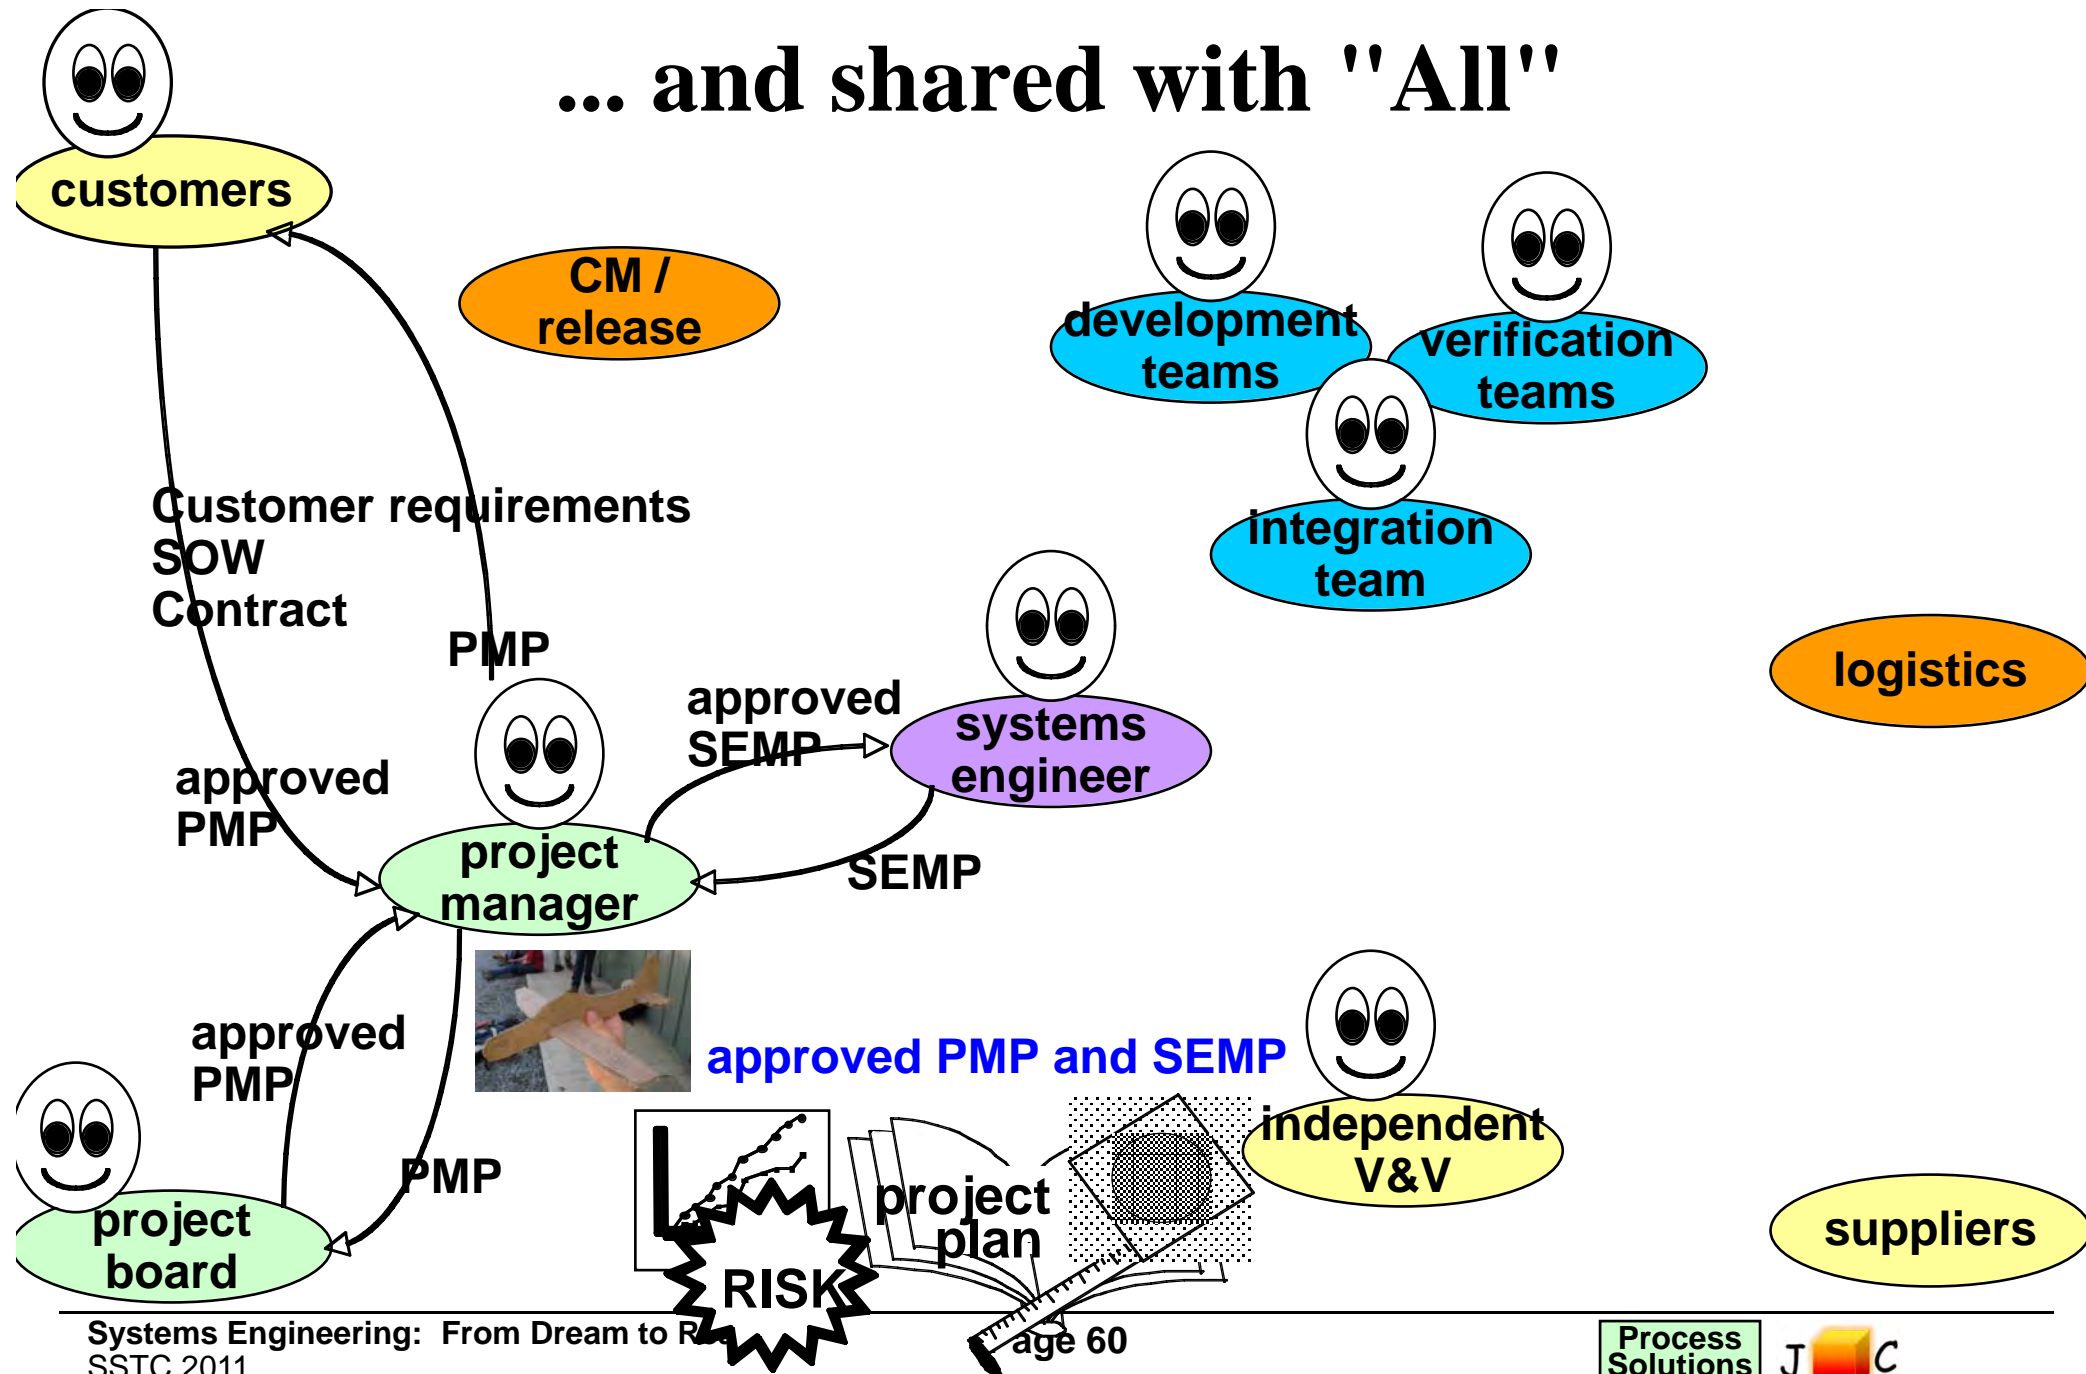 ... and shared with "All"
customers
CM /
release
development
teams
verification
teams
integration
team
Customer requirements
SOW
Contract
PMP
approved
SEMP
systems
engineer
logistics
approved
PMP
project
manager
SEMP
approved
PMP
approved PMP and SEMP
independent
V&V
PMP
project
board
project
plan
RISK
suppliers
Systems Engineering: From Dream to
age 60
SSTC 2011
Process
Solutions
J C